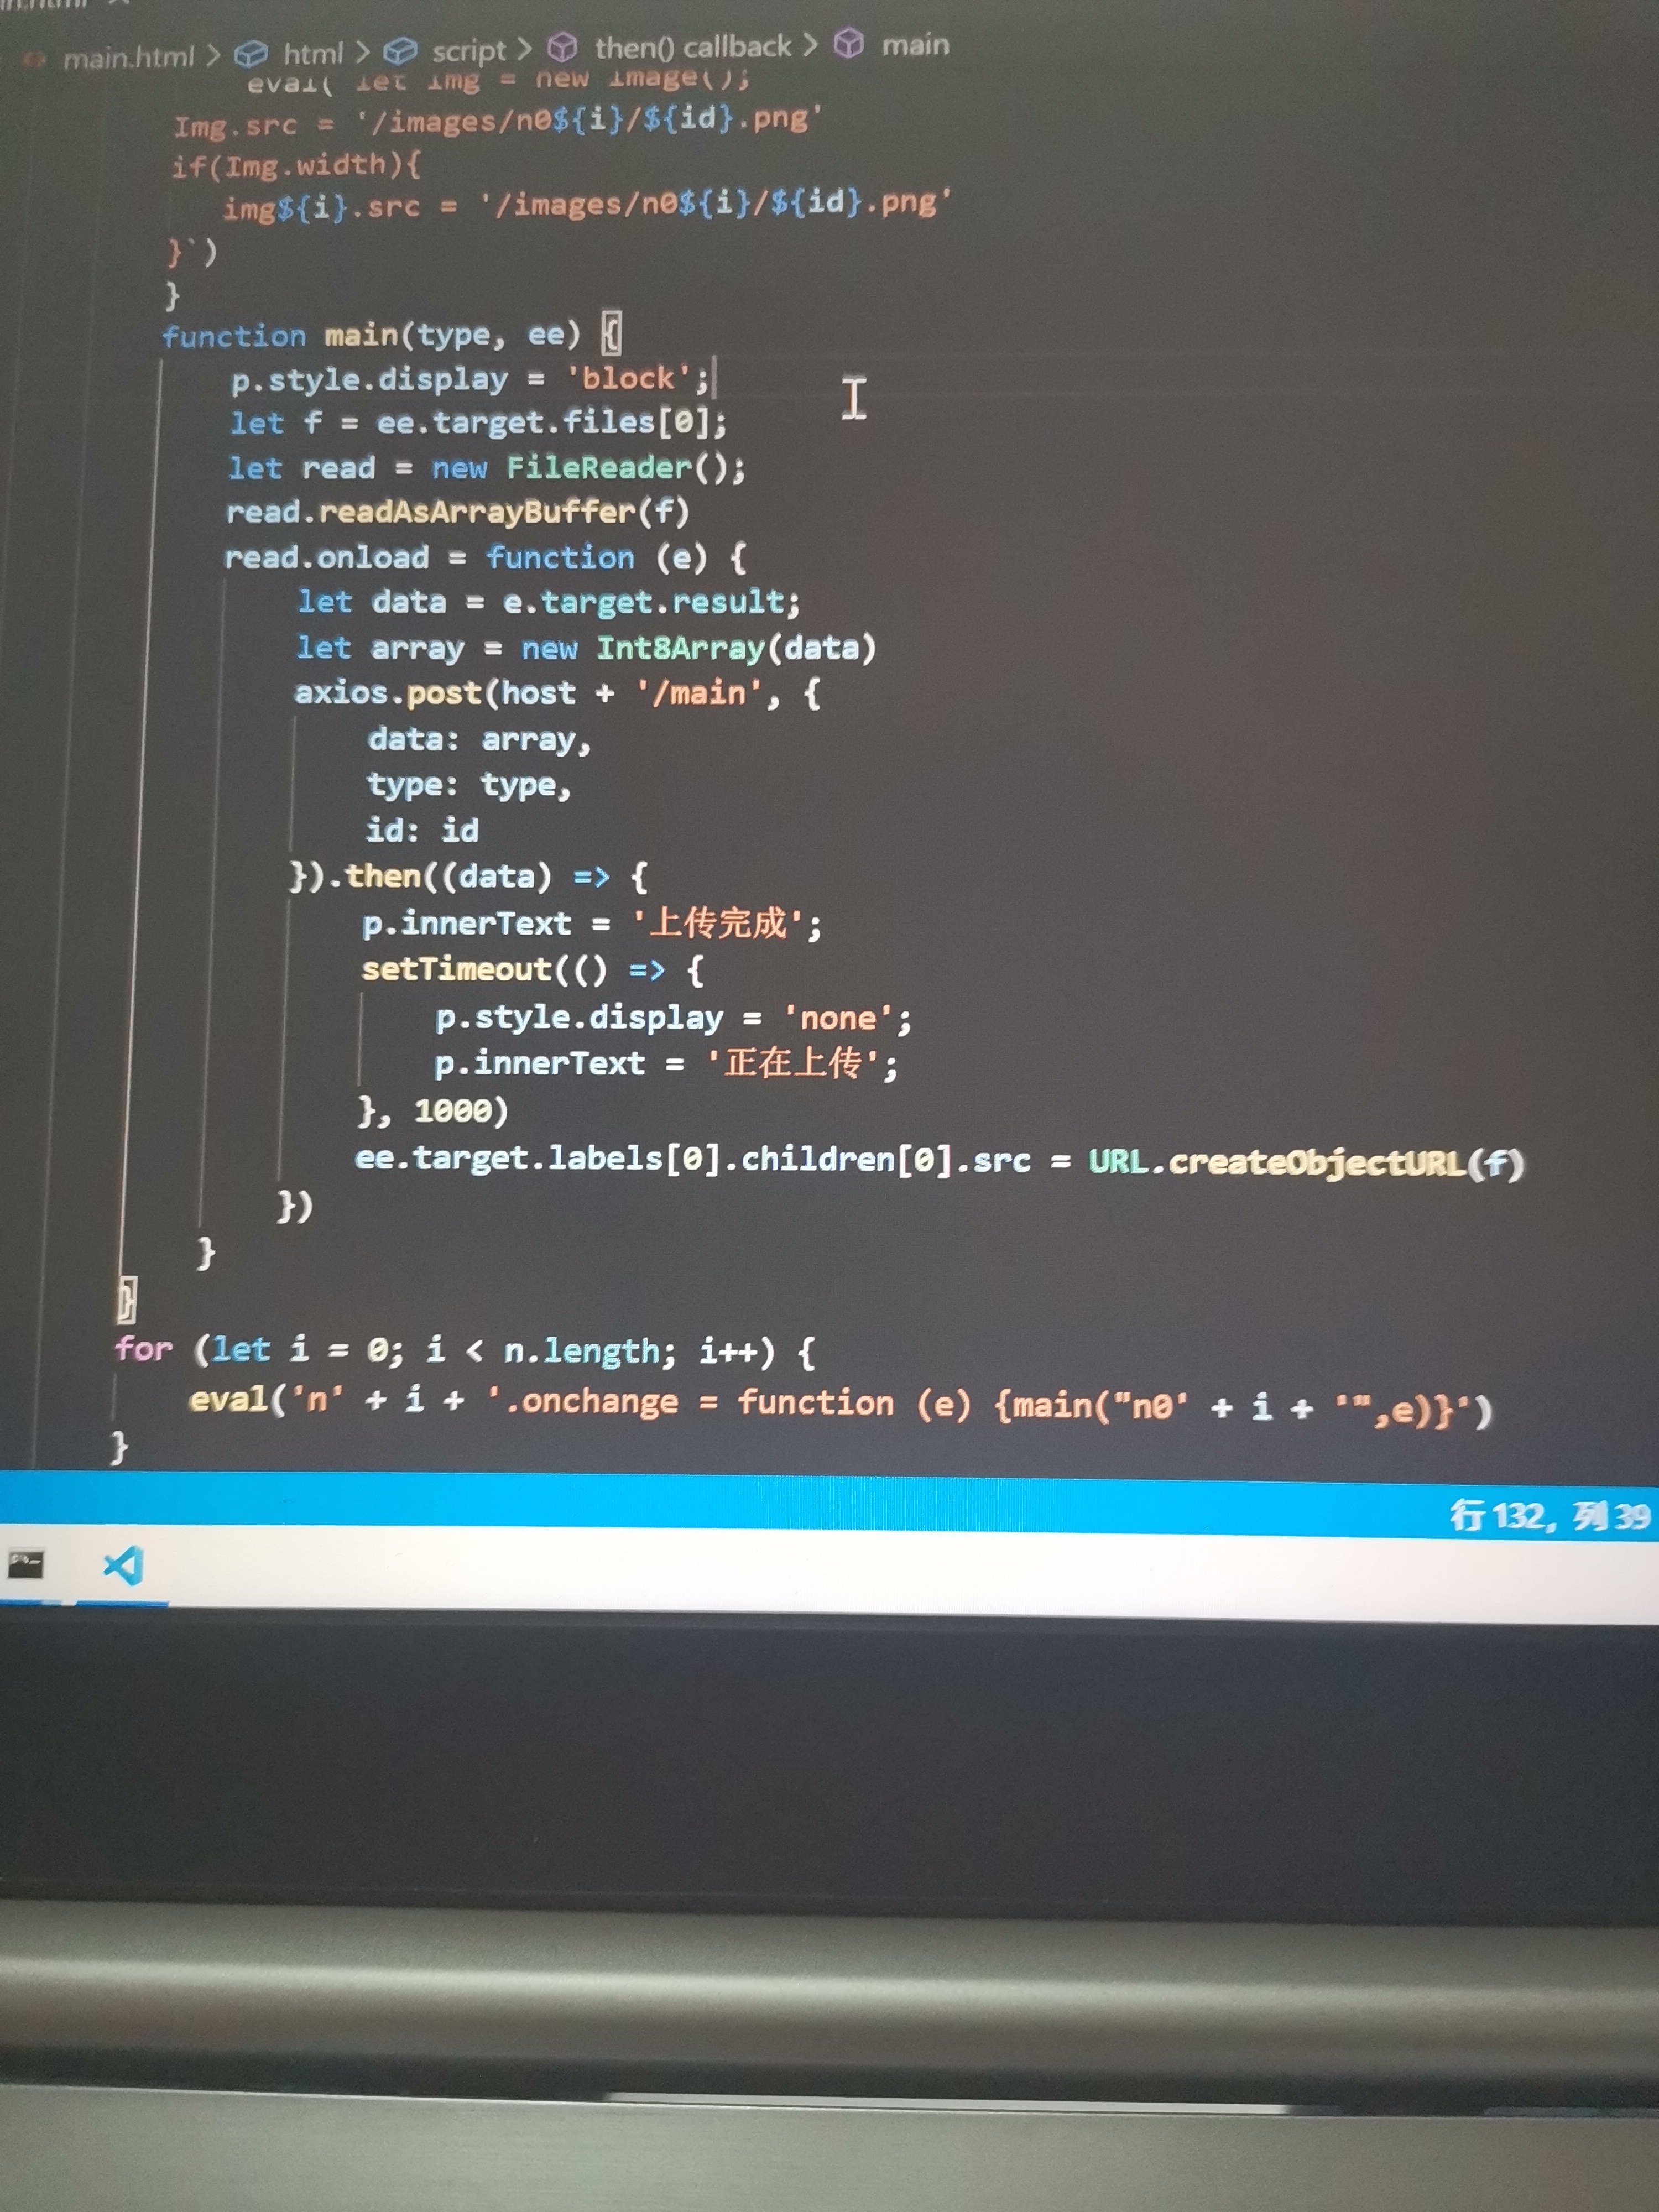 main.html > html > script > then() callback > main
eval(`let Img = new Image();
Img.src = '/images/n0${i}/${id}.png'
if(Img.width){
img${i}.src = '/images/n0${i}/${id}.png'
}`)
}
function main(type, ee) {
p.style.display = 'block';
let f = ee.target.files[0];
let read = new FileReader();
read.readAsArrayBuffer(f)
read.onload = function (e) {
let data = e.target.result;
let array = new Int8Array(data)
axios.post(host + '/main', {
data: array,
type: type,
id: id
}).then((data) => {
p.innerText = '上传完成';
setTimeout(() => {
p.style.display = 'none';
p.innerText = '正在上传';
}, 1000)
ee.target.labels[0].children[0].src = URL.createObjectURL(f)
})
}
}
for (let i = 0; i < n.length; i++) {
eval('n' + i + '.onchange = function (e) {main("n0' + i + '",e)}')
}
行 132, 列 39